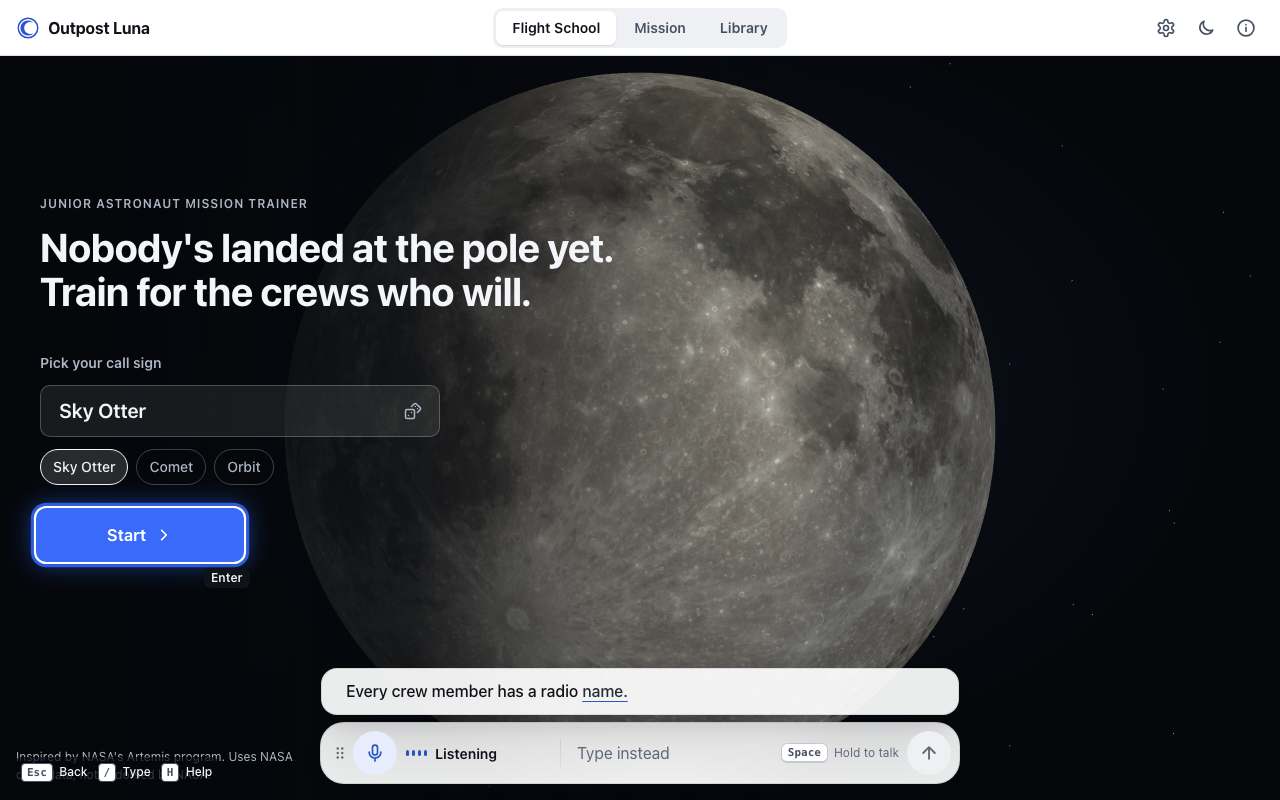 Outpost Luna
Flight School
Mission
Library
JUNIOR ASTRONAUT MISSION TRAINER
Nobody's landed at the pole yet.
Train for the crews who will.
Pick your call sign
Sky Otter
Sky Otter
Comet
Orbit
Start
Enter
Every crew member has a radio name.
Listening
Type instead
Space
Hold to talk
Inspired by NASA's Artemis program. Uses NASA
Esc Back / Type H Help